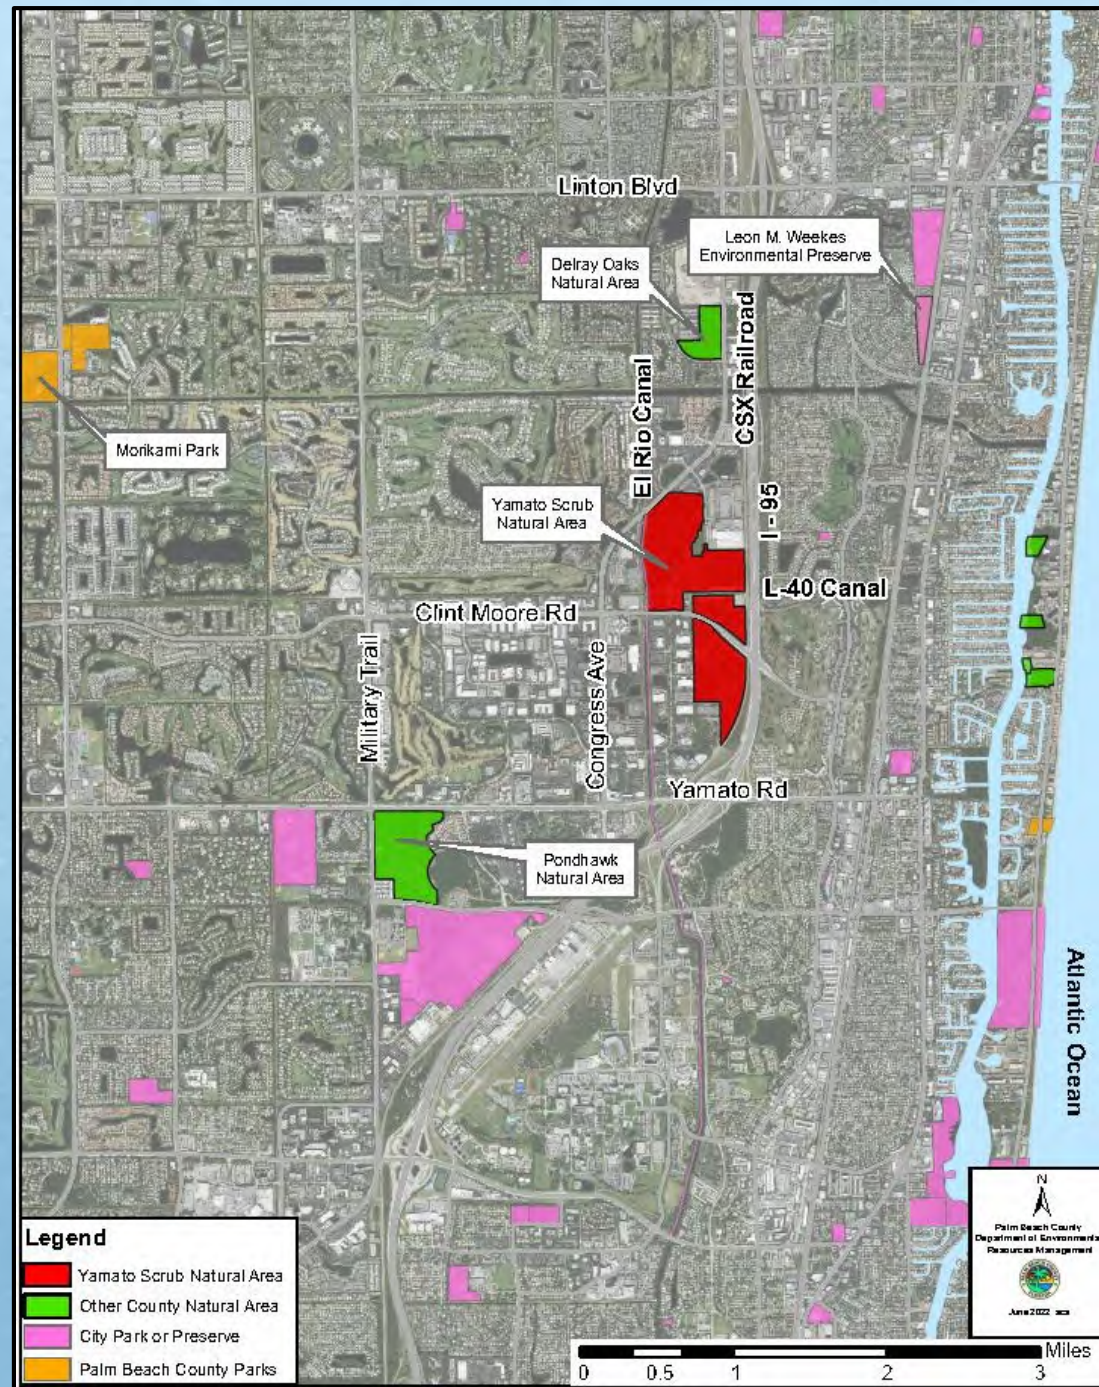 Linton Blvd
Leon M. Weekes
Environmental Preserve
Delray Oaks
Natural Area
CSX Railroad
El Rio Canal
Morikami Park
Yamato Scrub
Natural Area
I - 95
L-40 Canal
Clint Moore Rd
Military Trail
Congress Ave
Yamato Rd
Pondhawk
Natural Area
Atlantic Ocean
N
Palm Beach County
Department of Environmental
Resources Management
June 2022
Legend
Yamato Scrub Natural Area
Other County Natural Area
City Park or Preserve
Palm Beach County Parks
Miles
0 0.5 1 2 3